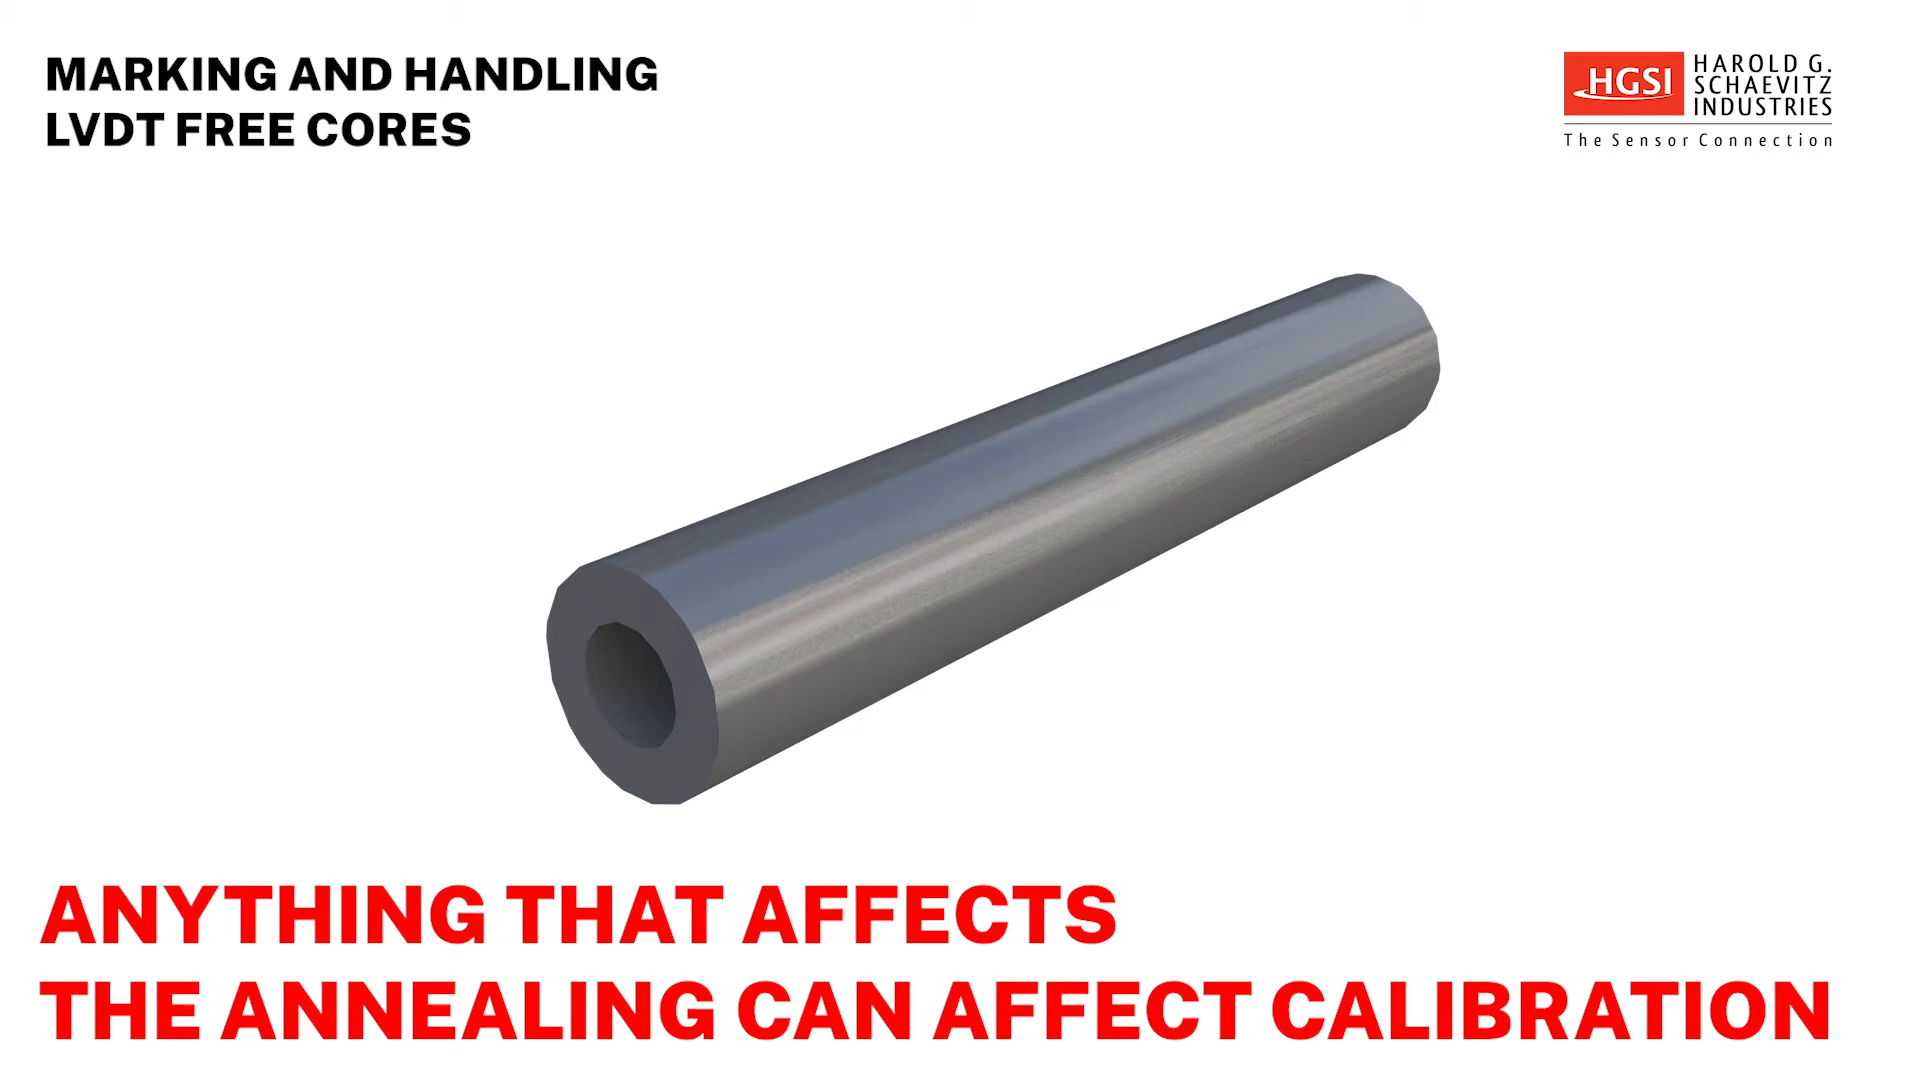 MARKING AND HANDLING
LVDT FREE CORES
HGSI
HAROLD G.
SCHAEVITZ
INDUSTRIES
The Sensor Connection
ANYTHING THAT AFFECTS
THE ANNEALING CAN AFFECT CALIBRATION